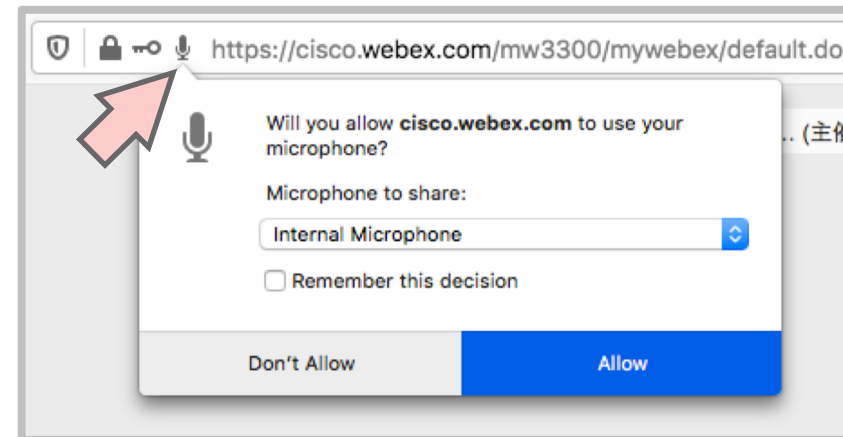 https://cisco.webex.com/mw3300/mywebex/default.do
Will you allow cisco.webex.com to use your
microphone?
.. (主催
Microphone to share:
Internal Microphone
Remember this decision
Don't Allow
Allow